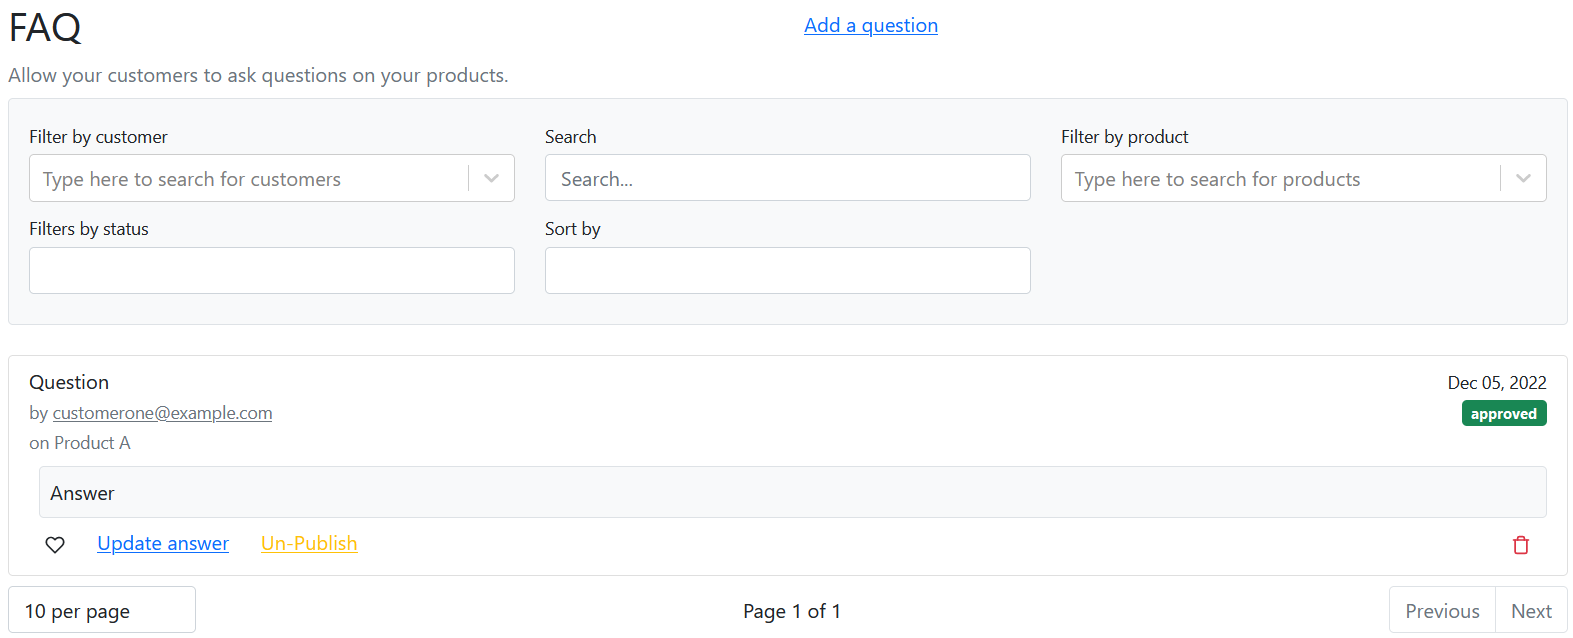 FAQ
Add a question
Allow your customers to ask questions on your products.
Filter by customer
Search
Filter by product
Type here to search for customers
Search...
Type here to search for products
Filters by status
Sort by
Question
Dec 05, 2022
by customerone@example.com
approved
on Product A
Answer
Update answer
Un-Publish
10 per page
Page 1 of 1
Previous
Next